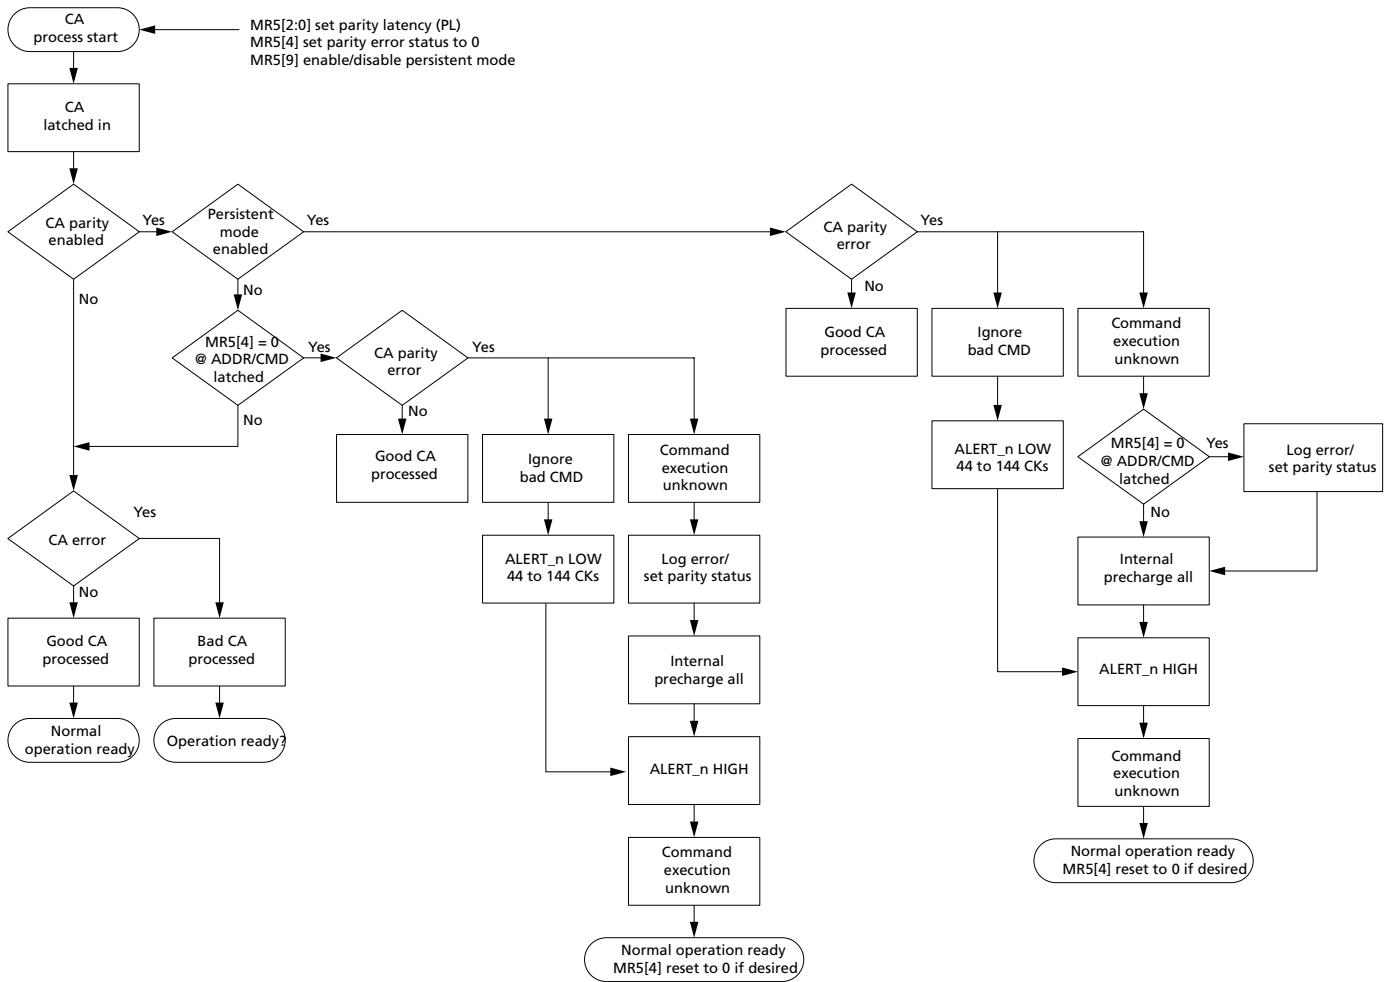 CA
process start
MR5[2:0] set parity latency (PL)
MR5[4] set parity error status to 0
MR5[9] enable/disable persistent mode
CA
latched in
CA parity
enabled
Yes
Persistent
mode
enabled
Yes
CA parity
error
Yes
No
No
No
MR5[4] = 0
@ ADDR/CMD
latched
Yes
CA parity
error
Yes
Good CA
processed
Ignore
bad CMD
Command
execution
unknown
No
No
Good CA
processed
Ignore
bad CMD
Command
execution
unknown
ALERT_n LOW
44 to 144 CKs
MR5[4] = 0
@ ADDR/CMD
latched
Yes
Log error/
set parity status
No
CA error
Yes
No
ALERT_n LOW
44 to 144 CKs
Log error/
set parity status
Internal
precharge all
Good CA
processed
Bad CA
processed
Internal
precharge all
ALERT_n HIGH
Normal
operation ready
Operation ready?
ALERT_n HIGH
Command
execution
unknown
Command
execution
unknown
Normal operation ready
MR5[4] reset to 0 if desired
Normal operation ready
MR5[4] reset to 0 if desired